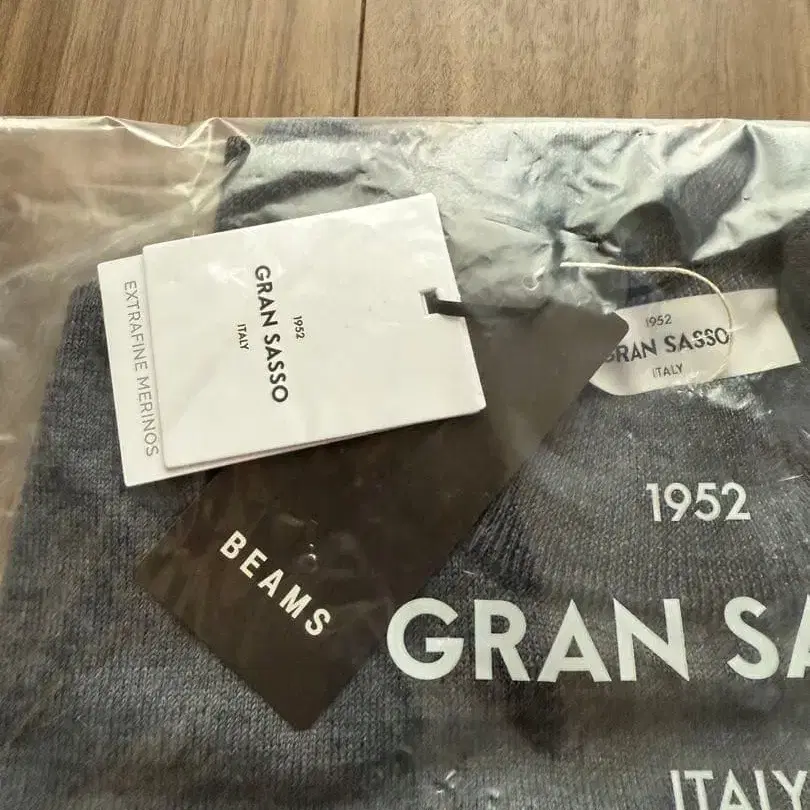 EXTRAFINE MERINOS
1952
GRAN SASSO
ITALY
BEAMS
1952
GRAN SASSO
ITALY
1952
GRAN SA
ITALY